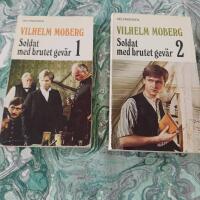 VILHELM MOBERG
Soldat
med brutet gevär 1
VILHELM MOBERG
Soldat
med brutet gevär 2